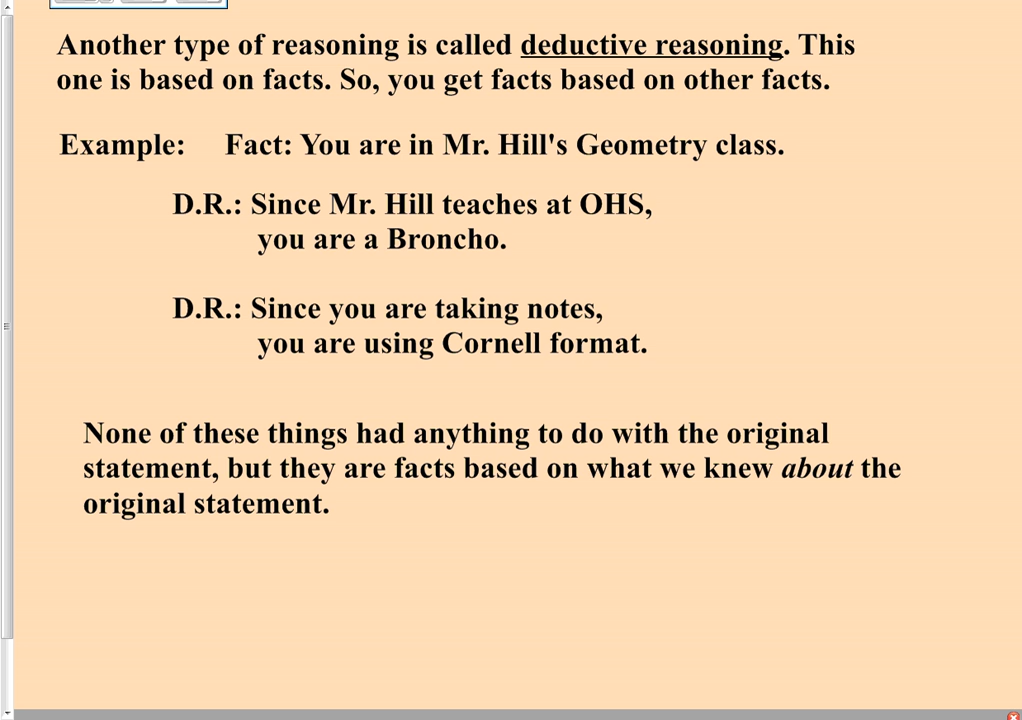 Another type of reasoning is called deductive reasoning. This
one is based on facts. So, you get facts based on other facts.
Example: Fact: You are in Mr. Hill's Geometry class.
D.R.: Since Mr. Hill teaches at OHS,
you are a Broncho.
D.R.: Since you are taking notes,
you are using Cornell format.
None of these things had anything to do with the original
statement, but they are facts based on what we knew about the
original statement.